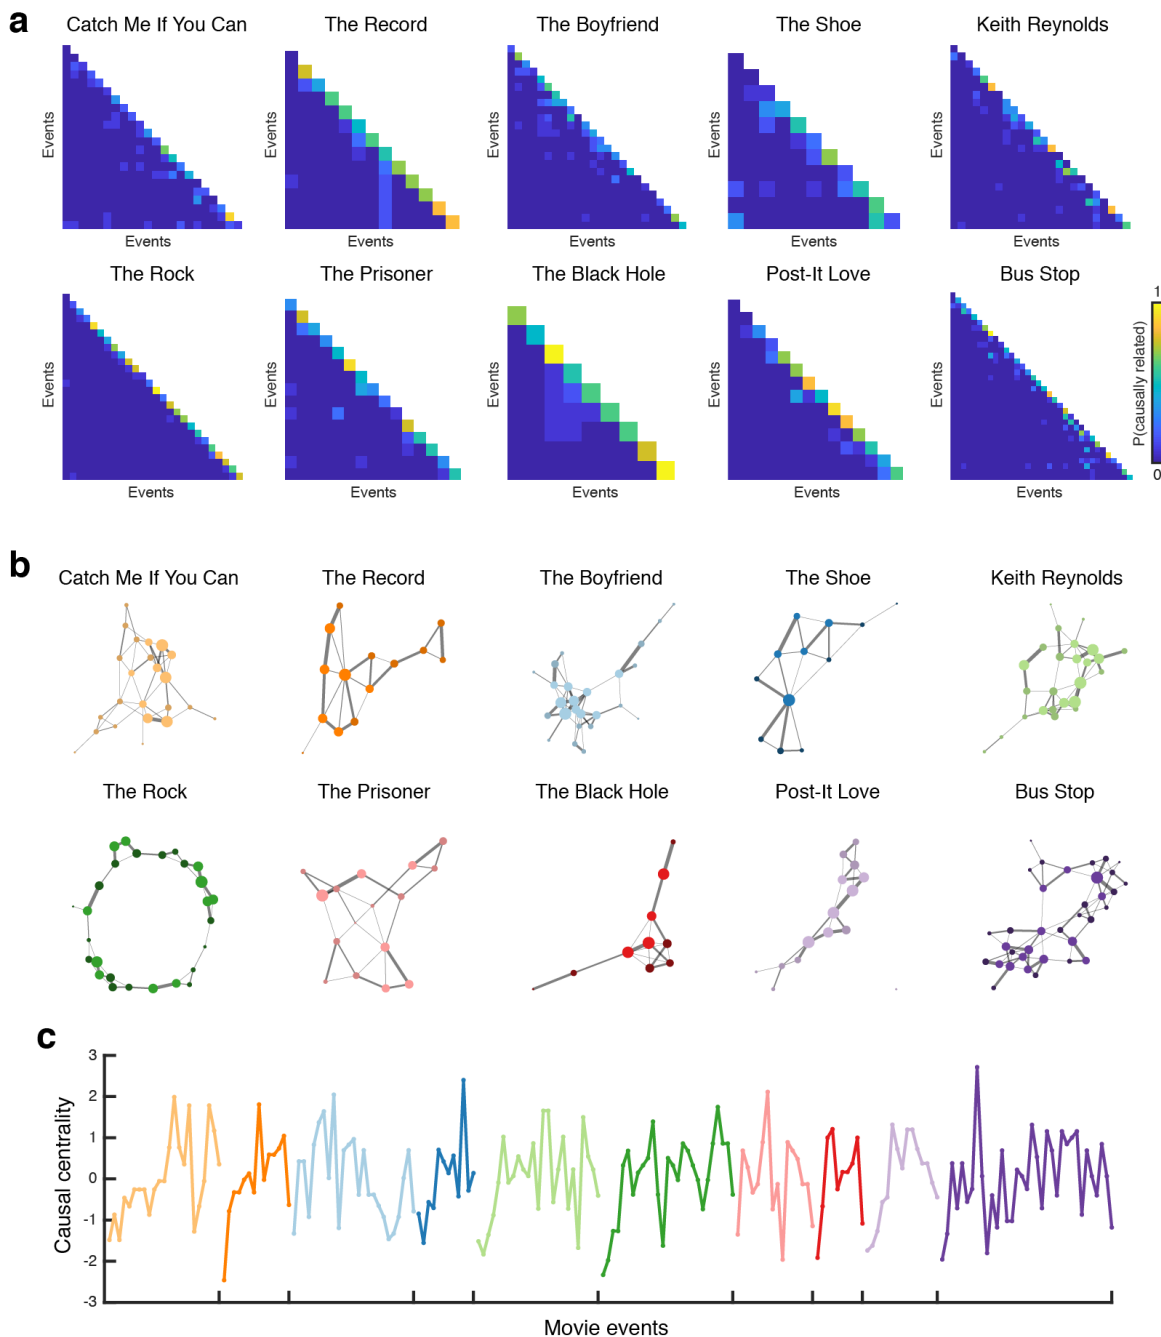 a
Catch Me If You Can
The Record
The Boyfriend
The Shoe
Keith Reynolds
Events
Events
Events
Events
Events
Events
Events
Events
Events
Events
The Rock
The Prisoner
The Black Hole
Post-It Love
Bus Stop
1
P(causally related)
0
Events
Events
Events
Events
Events
Events
Events
Events
Events
Events
b
Catch Me If You Can
The Record
The Boyfriend
The Shoe
Keith Reynolds
The Rock
The Prisoner
The Black Hole
Post-It Love
Bus Stop
c
3
2
1
0
-1
-2
-3
Causal centrality
Movie events